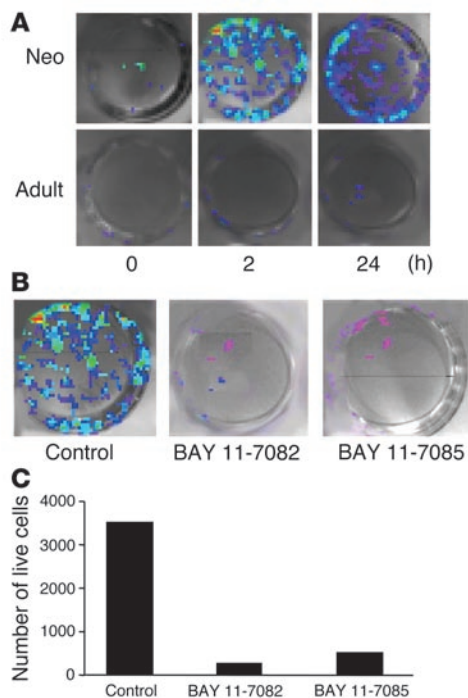 A
Neo
Adult
0 2 24 (h)
B
Control BAY 11-7082 BAY 11-7085
C
Number of live cells
4000
3000
2000
1000
0
Control BAY 11-7082 BAY 11-7085